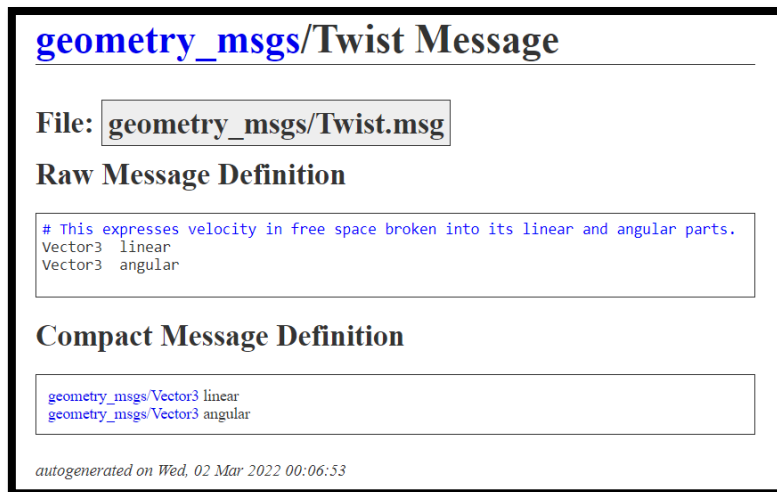 geometry_msgs/Twist Message
File: geometry_msgs/Twist.msg
Raw Message Definition
# This expresses velocity in free space broken into its linear and angular parts.
Vector3  linear
Vector3  angular
Compact Message Definition
geometry_msgs/Vector3 linear
geometry_msgs/Vector3 angular
autogenerated on Wed, 02 Mar 2022 00:06:53